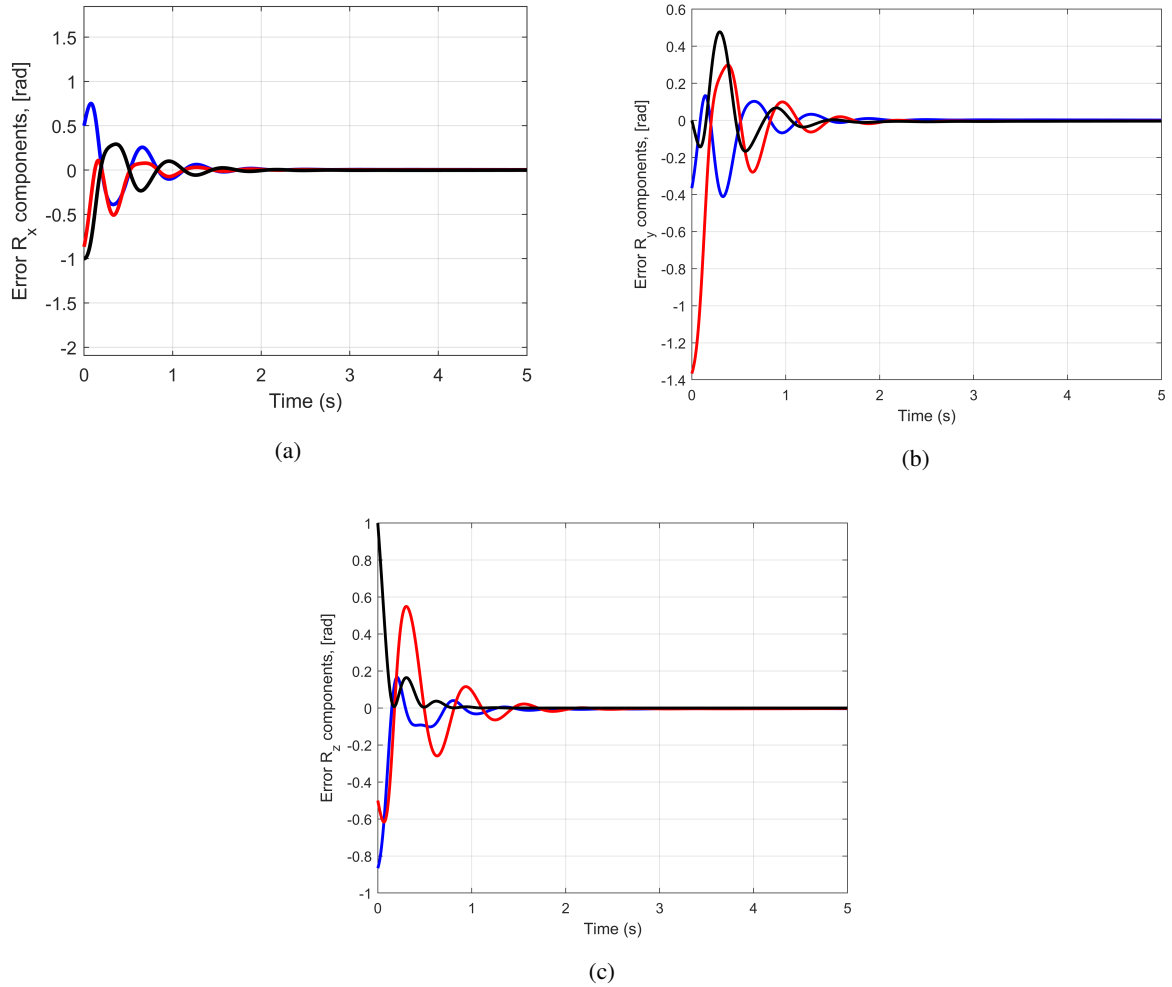 Error R_x components, [rad]
1.5
1
0.5
0
-0.5
-1
-1.5
-2
0 1 2 3 4 5
Time (s)
(a)
Error R_y components, [rad]
0.6
0.4
0.2
0
-0.2
-0.4
-0.6
-0.8
-1
-1.2
-1.4
0 1 2 3 4 5
Time (s)
(b)
Error R_z components, [rad]
1
0.8
0.6
0.4
0.2
0
-0.2
-0.4
-0.6
-0.8
-1
0 1 2 3 4 5
Time (s)
(c)